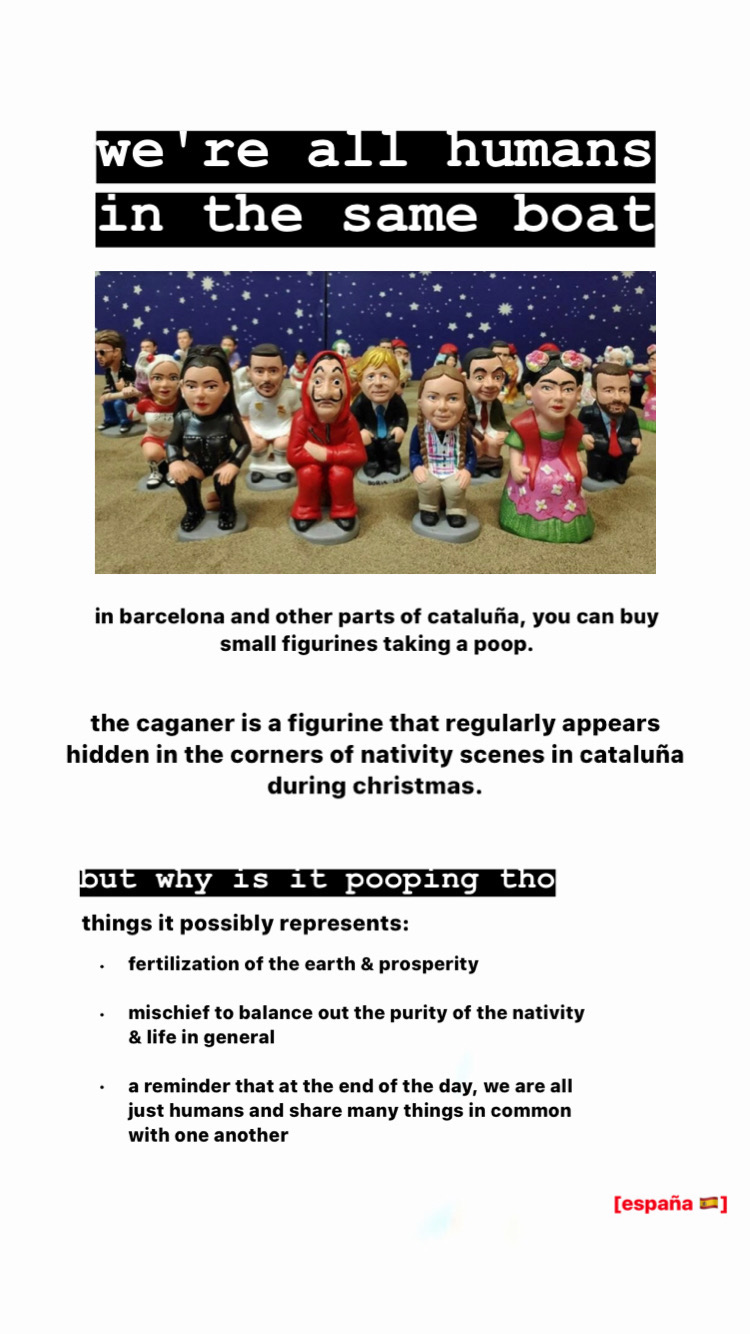 we're all humans
in the same boat
in barcelona and other parts of cataluña, you can buy
small figurines taking a poop.
the caganer is a figurine that regularly appears
hidden in the corners of nativity scenes in cataluña
during christmas.
but why is it pooping tho
things it possibly represents:
• fertilization of the earth & prosperity
• mischief to balance out the purity of the nativity
& life in general
• a reminder that at the end of the day, we are all
just humans and share many things in common
with one another
[españa 🇪🇸]